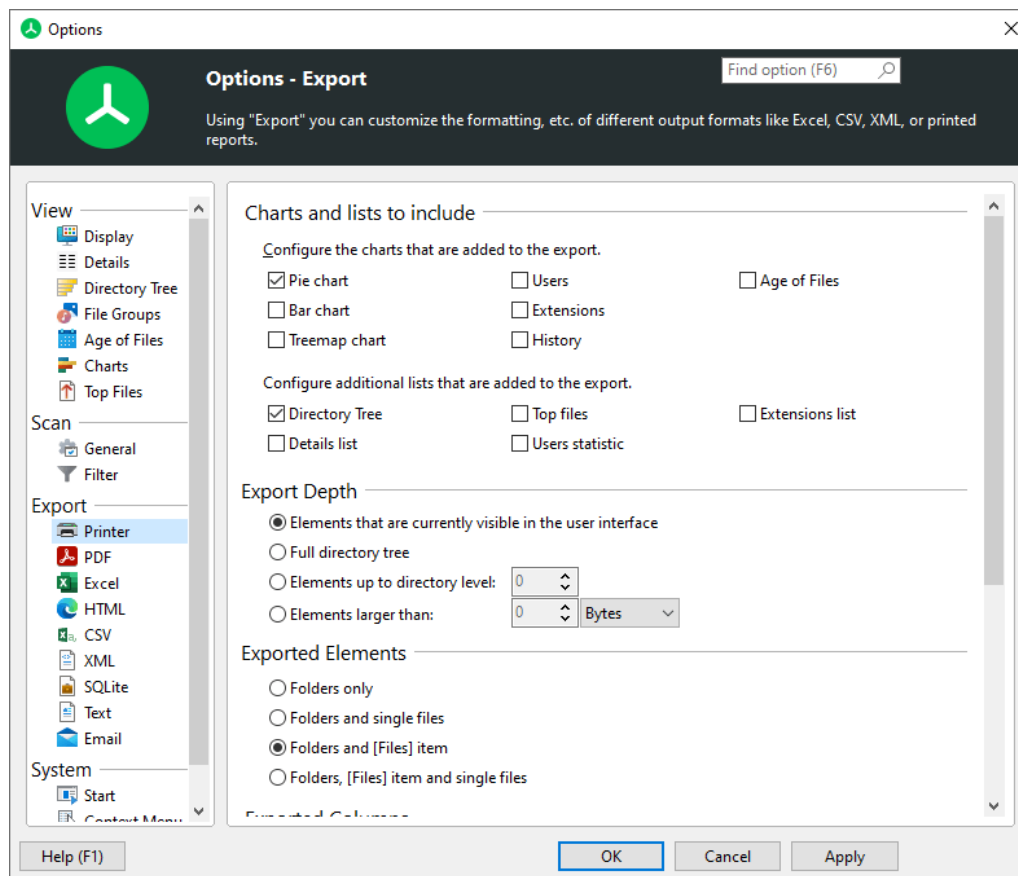 Options
Options - Export
Find option (F6)
Using "Export" you can customize the formatting, etc. of different output formats like Excel, CSV, XML, or printed
reports.
View
Display
Details
Directory Tree
File Groups
Age of Files
Charts
Top Files
Scan
General
Filter
Export
Printer
PDF
Excel
HTML
CSV
XML
SQLite
Text
Email
System
Start
Context Menu
Charts and lists to include
Configure the charts that are added to the export.
Pie chart Users Age of Files
Bar chart Extensions
Treemap chart History
Configure additional lists that are added to the export.
Directory Tree Top files Extensions list
Details list Users statistic
Export Depth
Elements that are currently visible in the user interface
Full directory tree
Elements up to directory level: 0
Elements larger than: 0 Bytes
Exported Elements
Folders only
Folders and single files
Folders and [Files] item
Folders, [Files] item and single files
Exported Columns
Help (F1) OK Cancel Apply